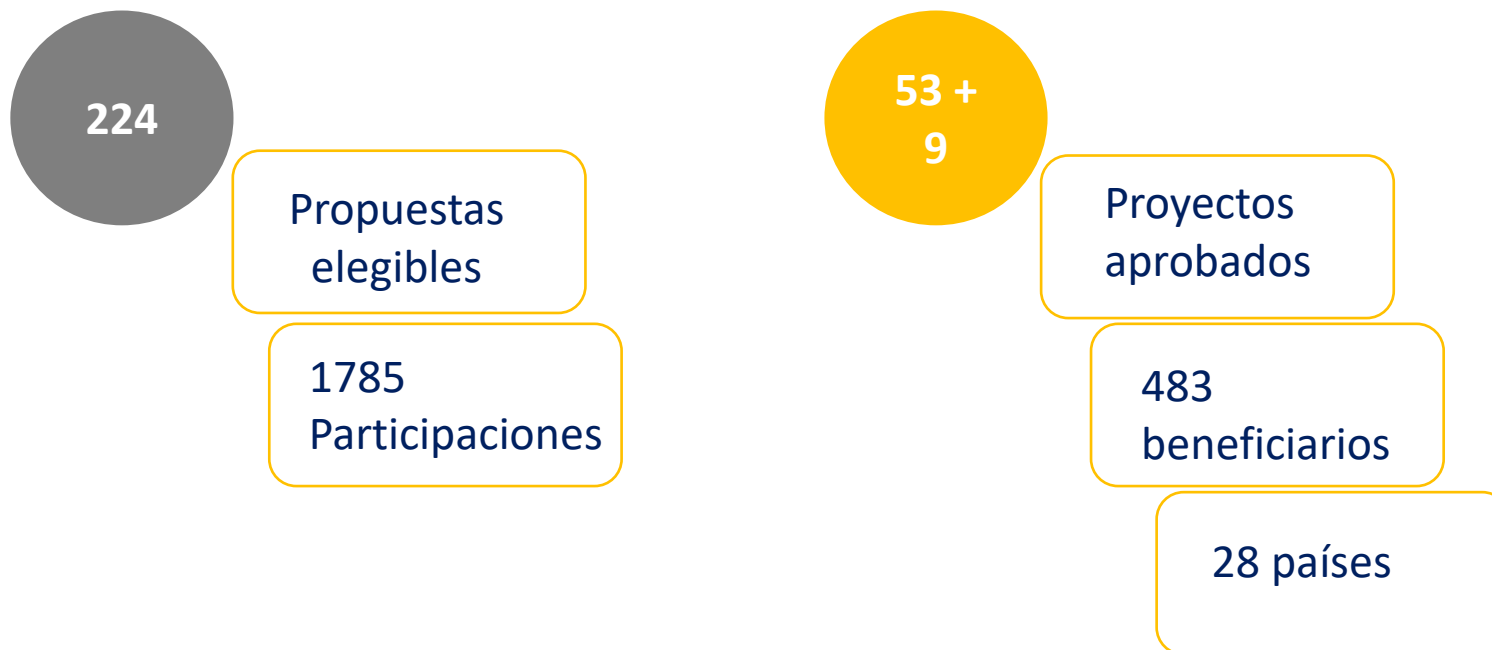 224
Propuestas
elegibles
1785
Participaciones
53 +
9
Proyectos
aprobados
483
beneficiarios
28 países